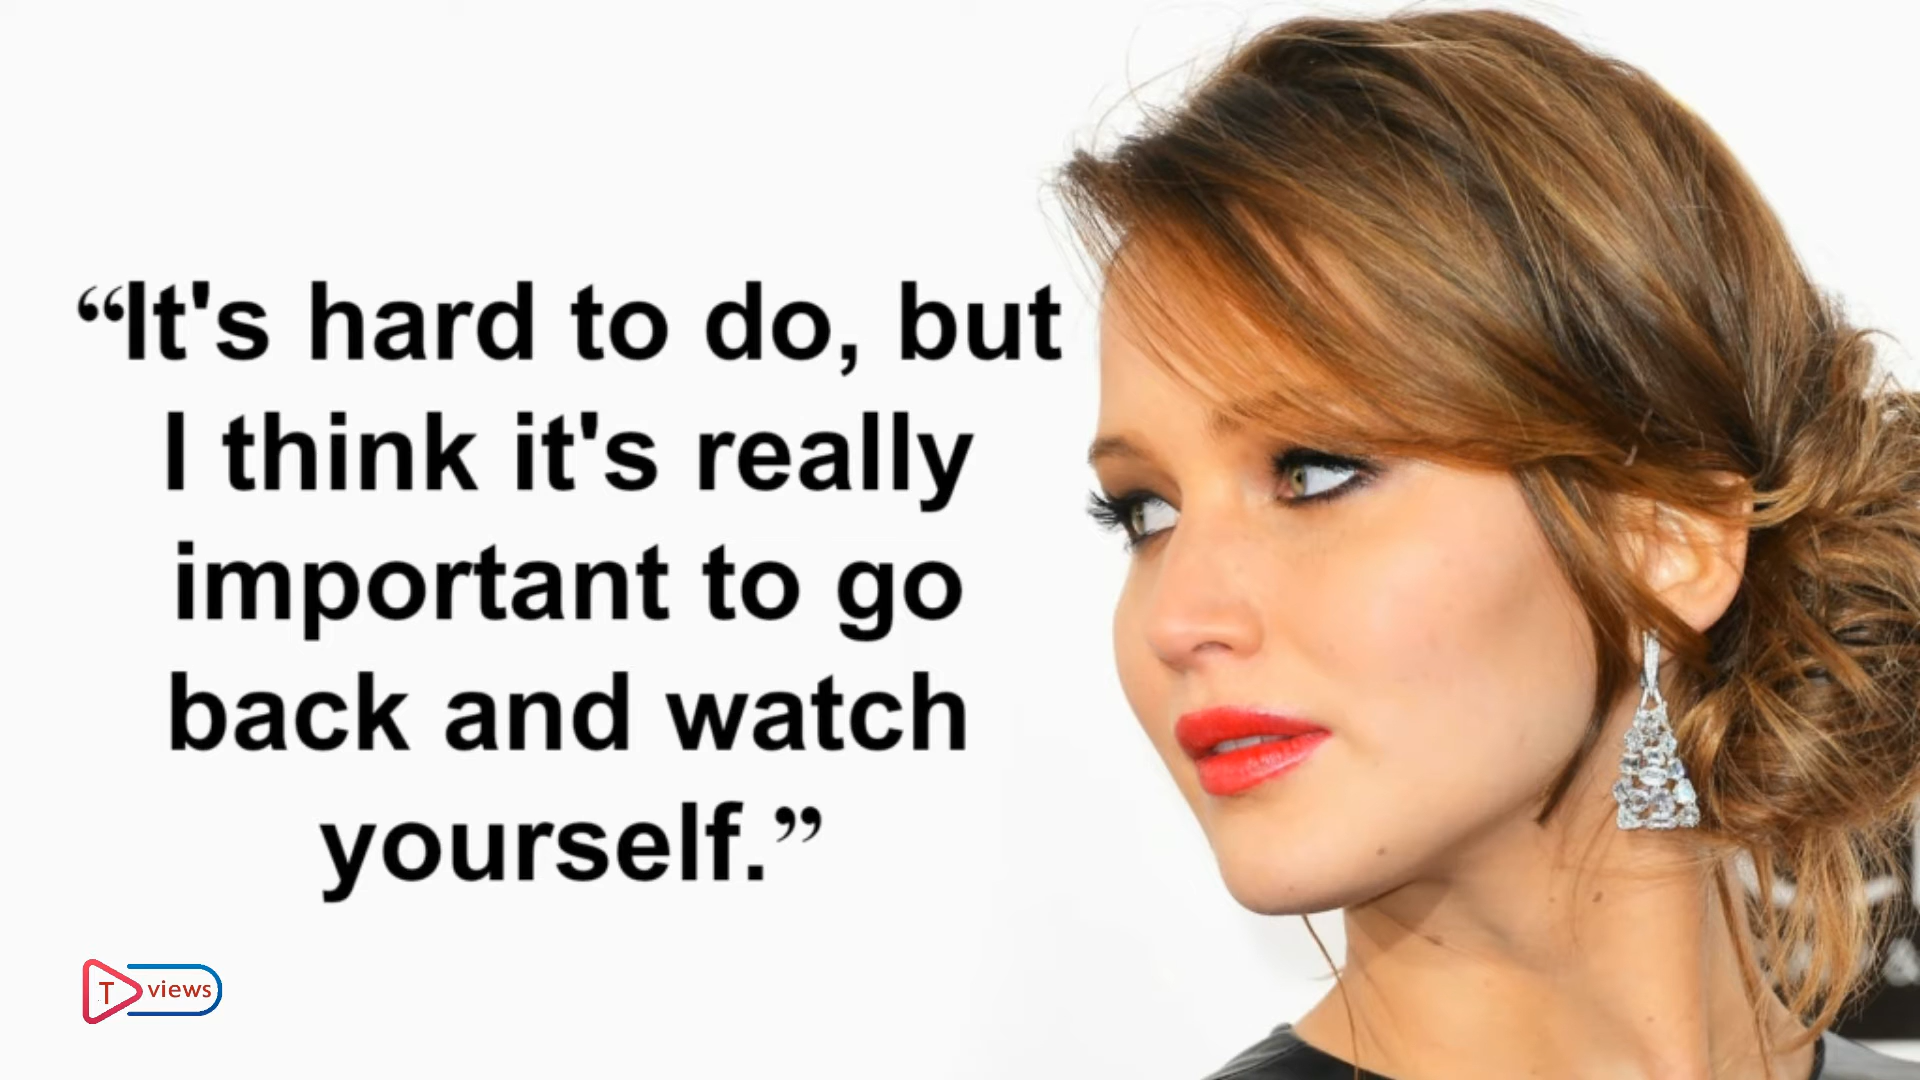 “It's hard to do, but
I think it's really
important to go
back and watch
yourself.”
T views